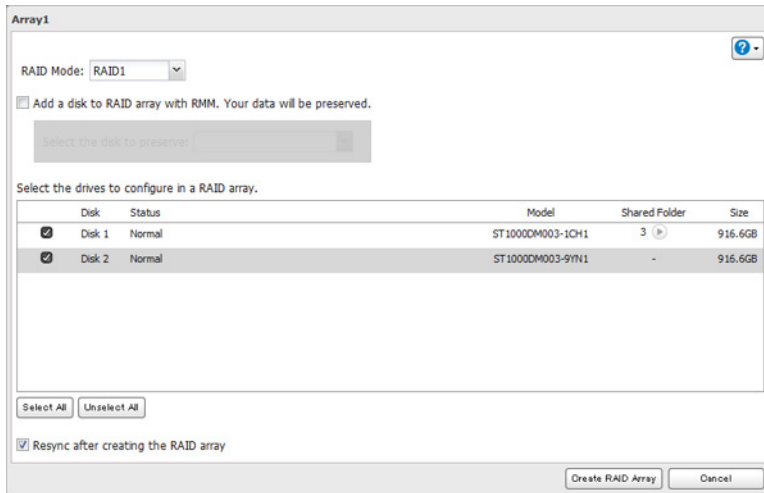 Array1
RAID Mode: RAID1
Add a disk to RAID array with RMM. Your data will be preserved.
Select the disk to preserve:
Select the drives to configure in a RAID array.
Disk Status Model Shared Folder Size
Disk 1 Normal ST1000DM003-1CH1 3 916.6GB
Disk 2 Normal ST1000DM003-9YN1 - 916.6GB
Select All Unselect All
Resync after creating the RAID array
Create RAID Array Cancel